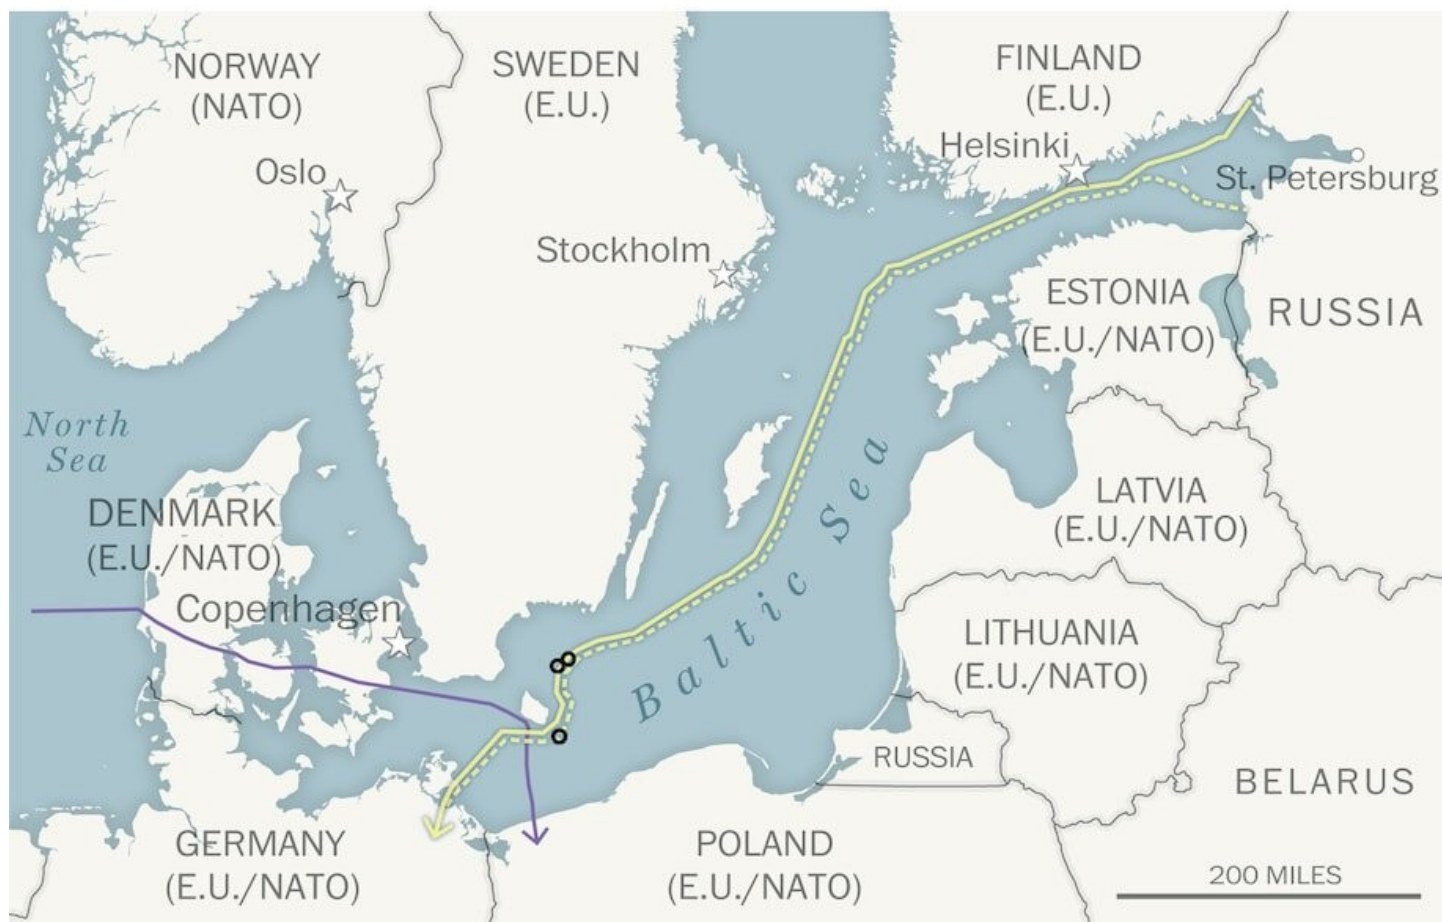 NORWAY
(NATO)
SWEDEN
(E.U.)
FINLAND
(E.U.)
Oslo
Helsinki
St. Petersburg
Stockholm
ESTONIA
(E.U./NATO)
RUSSIA
North
Sea
DENMARK
(E.U./NATO)
Copenhagen
Baltic Sea
LATVIA
(E.U./NATO)
LITHUANIA
(E.U./NATO)
RUSSIA
BELARUS
GERMANY
(E.U./NATO)
POLAND
(E.U./NATO)
200 MILES